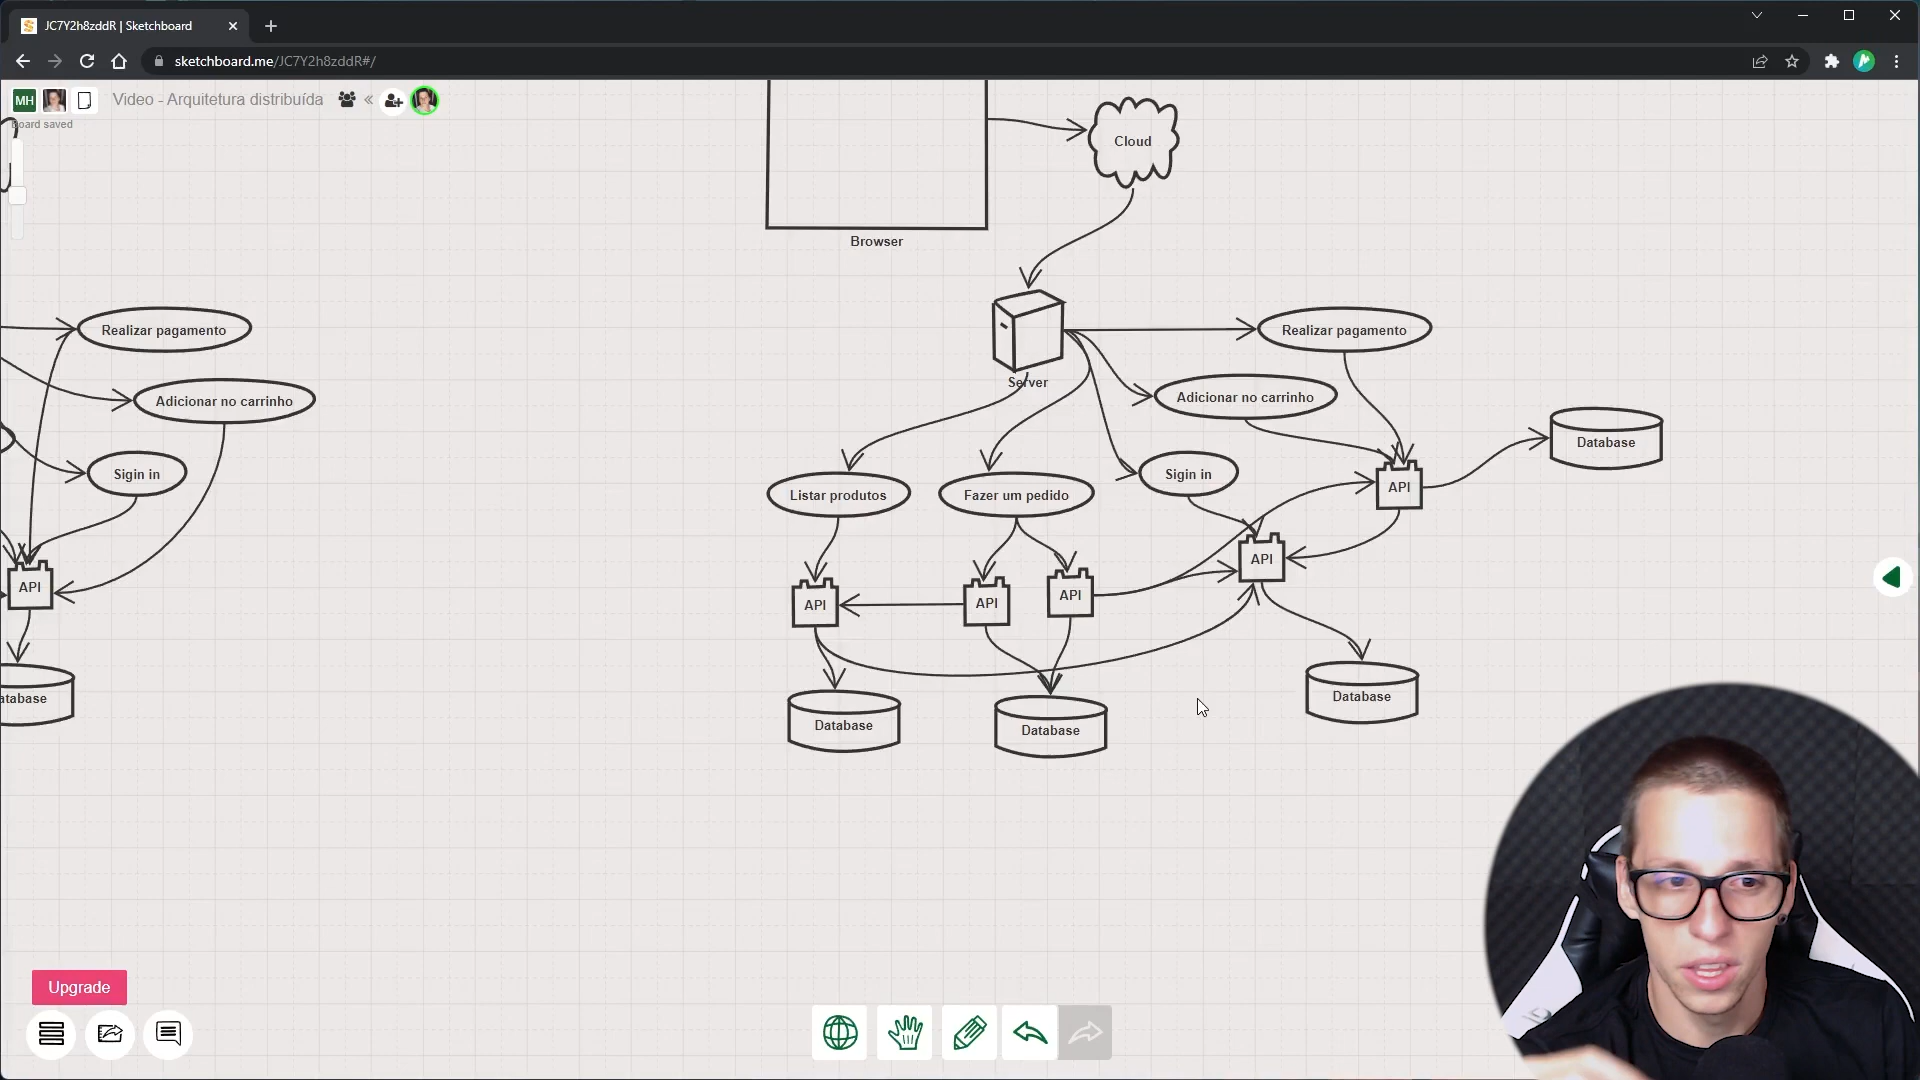 JC7Y2h8zddR | Sketchboard
sketchboard.me/JC7Y2h8zddR#/
MH
Video - Arquitetura distribuída
Board saved
Cloud
Browser
Server
Realizar pagamento
Adicionar no carrinho
Sigin in
API
atabase
Realizar pagamento
Adicionar no carrinho
Sigin in
Listar produtos
Fazer um pedido
Database
API
API
API
API
API
Database
Database
Database
Upgrade